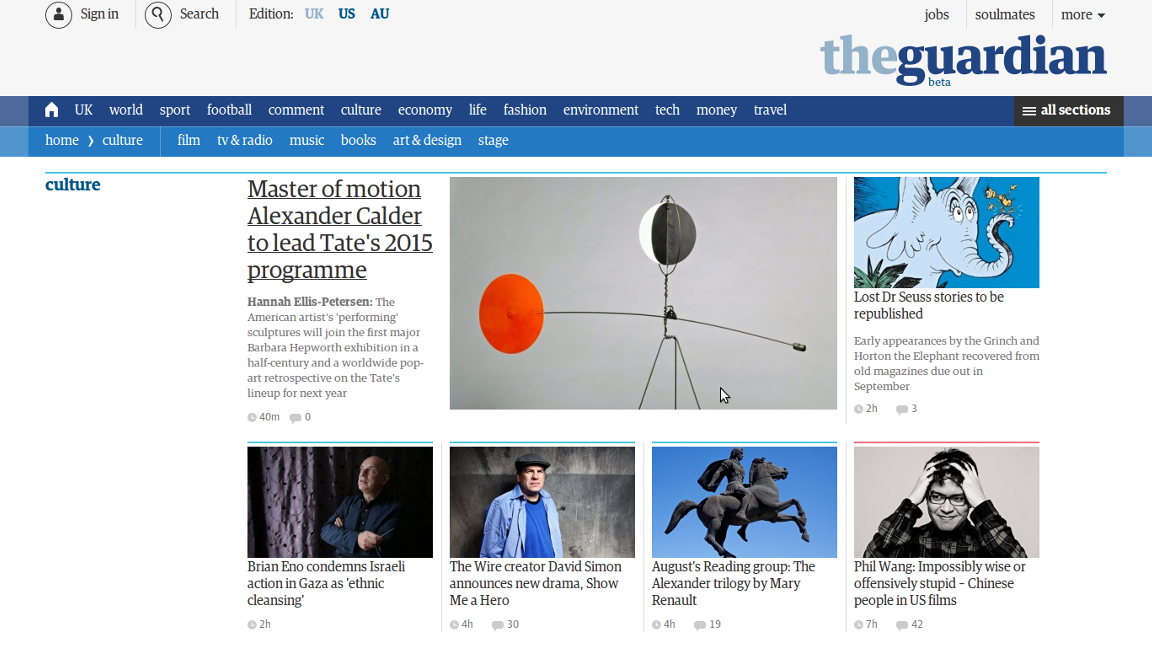 Sign in Search Edition: UK US AU jobs soulmates more
theguardian
beta
UK world sport football comment culture economy life fashion environment tech money travel all sections
home culture film tv & radio music books art & design stage
culture
Master of motion
Alexander Calder
to lead Tate's 2015
programme
Hannah Ellis-Petersen: The
American artist's 'performing'
sculptures will join the first major
Barbara Hepworth exhibition in a
half-century and a worldwide pop-
art retrospective on the Tate's
lineup for next year
40m 0
Lost Dr Seuss stories to be
republished
Early appearances by the Grinch and
Horton the Elephant recovered from
old magazines due out in
September
2h 3
Brian Eno condemns Israeli
action in Gaza as 'ethnic
cleansing'
2h
The Wire creator David Simon
announces new drama, Show
Me a Hero
4h 30
August's Reading group: The
Alexander trilogy by Mary
Renault
4h 19
Phil Wang: Impossibly wise or
offensively stupid – Chinese
people in US films
7h 42